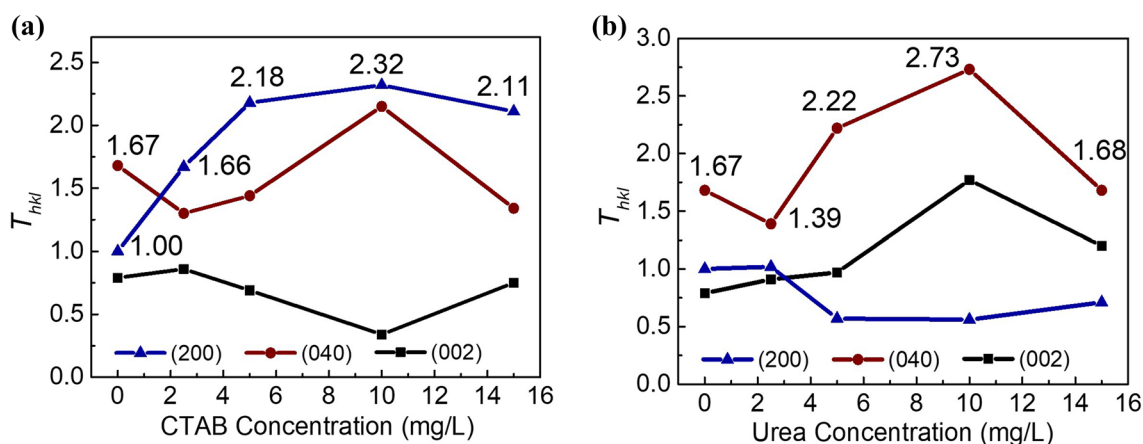 (a)
2.5
2.0
1.5
1.0
0.5
0.0
T_hkl
1.67
1.00
1.66
2.18
2.32
2.11
(200) (040) (002)
0 2 4 6 8 10 12 14 16
CTAB Concentration (mg/L)
(b)
3.0
2.5
2.0
1.5
1.0
0.5
0.0
T_hkl
1.67
1.39
2.22
2.73
1.68
(200) (040) (002)
0 2 4 6 8 10 12 14 16
Urea Concentration (mg/L)